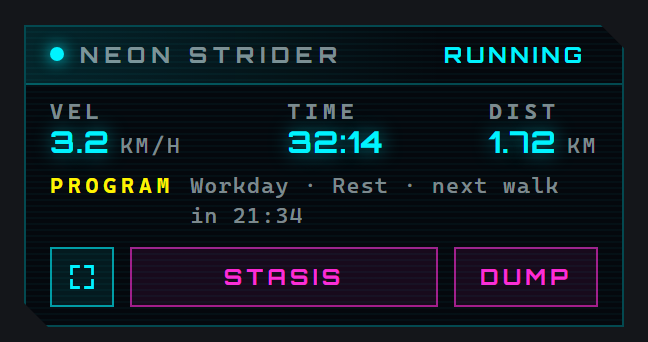 NEON STRIDER RUNNING
VEL TIME DIST
3.2 KM/H 32:14 1.72 KM
PROGRAM Workday · Rest · next walk
in 21:34
STASIS DUMP